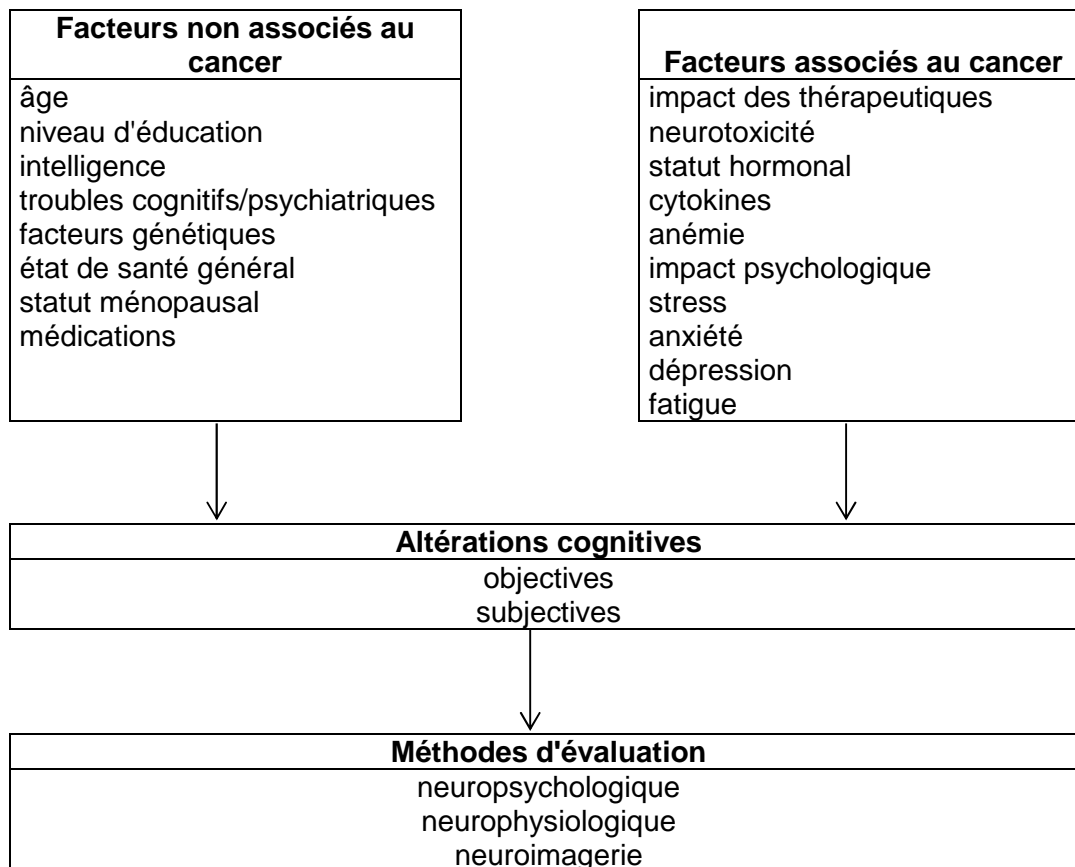 Facteurs non associés au
cancer
âge
niveau d'éducation
intelligence
troubles cognitifs/psychiatriques
facteurs génétiques
état de santé général
statut ménopausal
médications
Facteurs associés au cancer
impact des thérapeutiques
neurotoxicité
statut hormonal
cytokines
anémie
impact psychologique
stress
anxiété
dépression
fatigue
Altérations cognitives
objectives
subjectives
Méthodes d'évaluation
neuropsychologique
neurophysiologique
neuroimagerie